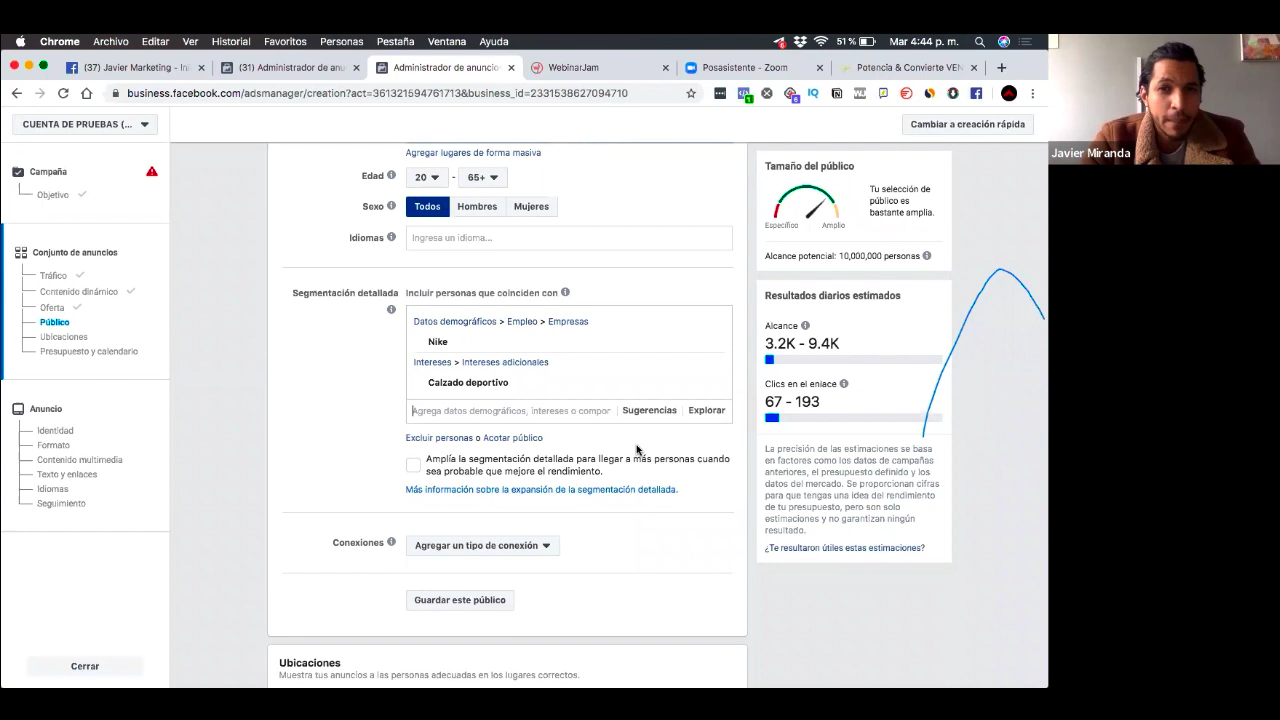 Chrome Archivo Editar Ver Historial Favoritos Personas Pestaña Ventana Ayuda
51 % Mar 4:44 p. m.
(37) Javier Marketing - Ini
(31) Administrador de anuncio
Administrador de anuncios
WebinarJam
Posasistente - Zoom
Potencia & Convierte VEN
business.facebook.com/adsmanager/creation?act=361321594761713&business_id=2331538627094710
CUENTA DE PRUEBAS (...
Cambiar a creación rápida
Javier Miranda
Campaña
Objetivo
Conjunto de anuncios
Tráfico
Contenido dinámico
Oferta
Público
Ubicaciones
Presupuesto y calendario
Anuncio
Identidad
Formato
Contenido multimedia
Texto y enlaces
Idiomas
Seguimiento
Cerrar
Agregar lugares de forma masiva
Edad 20 - 65+
Sexo Todos Hombres Mujeres
Idiomas Ingresa un idioma...
Segmentación detallada Incluir personas que coinciden con
Datos demográficos > Empleo > Empresas
Nike
Intereses > Intereses adicionales
Calzado deportivo
Agrega datos demográficos, intereses o compor Sugerencias Explorar
Excluir personas o Acotar público
Amplía la segmentación detallada para llegar a más personas cuando
sea probable que mejore el rendimiento.
Más información sobre la expansión de la segmentación detallada.
Conexiones Agregar un tipo de conexión
Guardar este público
Ubicaciones
Muestra tus anuncios a las personas adecuadas en los lugares correctos.
Tamaño del público
Tu selección de
público es
bastante amplia.
Específico Amplio
Alcance potencial: 10,000,000 personas
Resultados diarios estimados
Alcance
3.2K - 9.4K
Clics en el enlace
67 - 193
La precisión de las estimaciones se basa
en factores como los datos de campañas
anteriores, el presupuesto definido y los
datos del mercado. Se proporcionan cifras
para que tengas una idea del rendimiento
de tu presupuesto, pero son solo
estimaciones y no garantizan ningún
resultado.
¿Te resultaron útiles estas estimaciones?